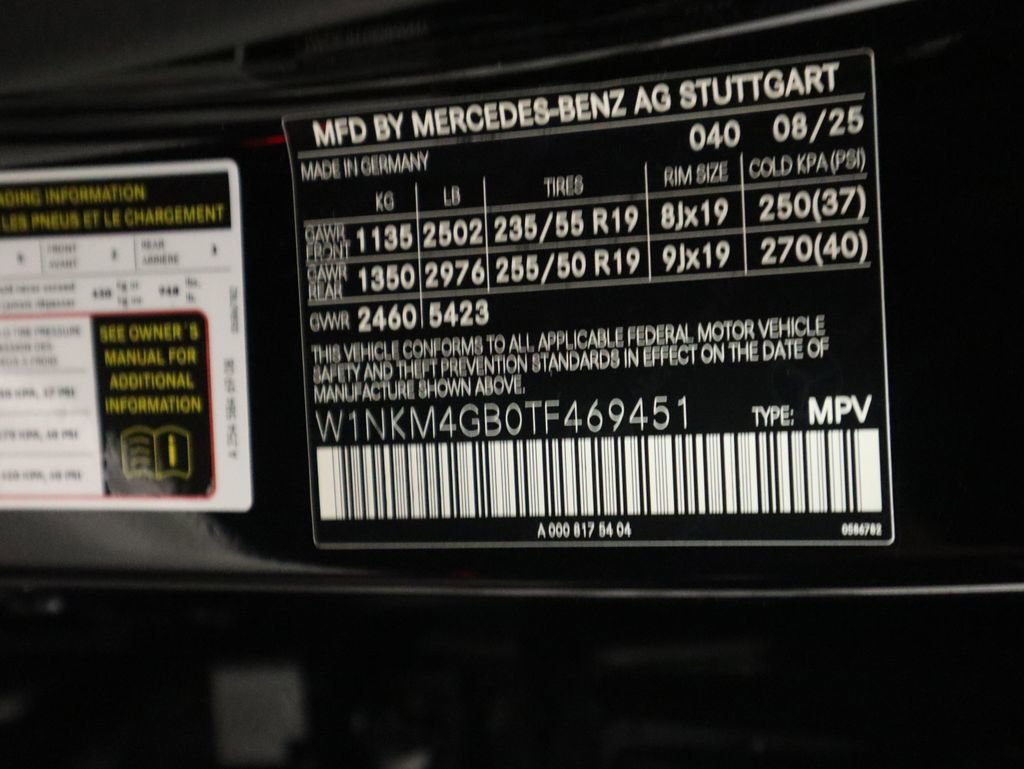 MFD BY MERCEDES-BENZ AG STUTTGART
040 08/25
MADE IN GERMANY
KG LB TIRES RIM SIZE COLD KPA (PSI)
GAWR FRONT 1135 2502 235/55 R19 8Jx19 250(37)
GAWR REAR 1350 2976 255/50 R19 9Jx19 270(40)
GVWR 2460 5423
THIS VEHICLE CONFORMS TO ALL APPLICABLE FEDERAL MOTOR VEHICLE
SAFETY AND THEFT PREVENTION STANDARDS IN EFFECT ON THE DATE OF
MANUFACTURE SHOWN ABOVE.
W1NKM4GB0TF469451 TYPE: MPV
A 000 817 54 04 0586782
DING INFORMATION
LES PNEUS ET LE CHARGEMENT
FRONT
AVANT
REAR
ARRIÈRE
SEE OWNER'S
MANUAL FOR
ADDITIONAL
INFORMATION